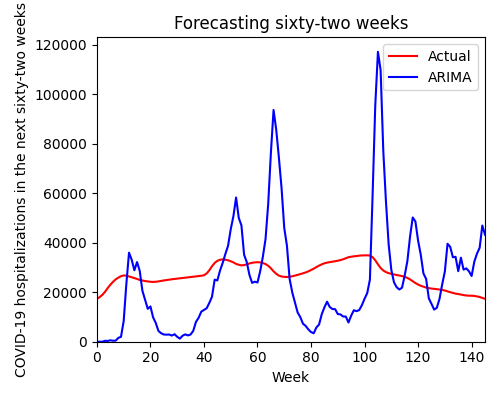 Forecasting sixty-two weeks
COVID-19 hospitalizations in the next sixty-two weeks
120000
100000
80000
60000
40000
20000
0
Actual
ARIMA
0 20 40 60 80 100 120 140
Week